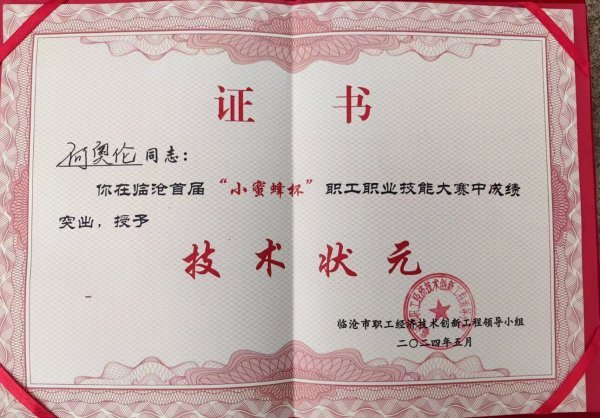 证 书
何奥伦同志：
你在临沧首届“小蜜蜂杯”职工职业技能大赛中成绩
突出，授予
技术状元
临沧市职工经济技术创新工程领导小组
二〇二四年五月